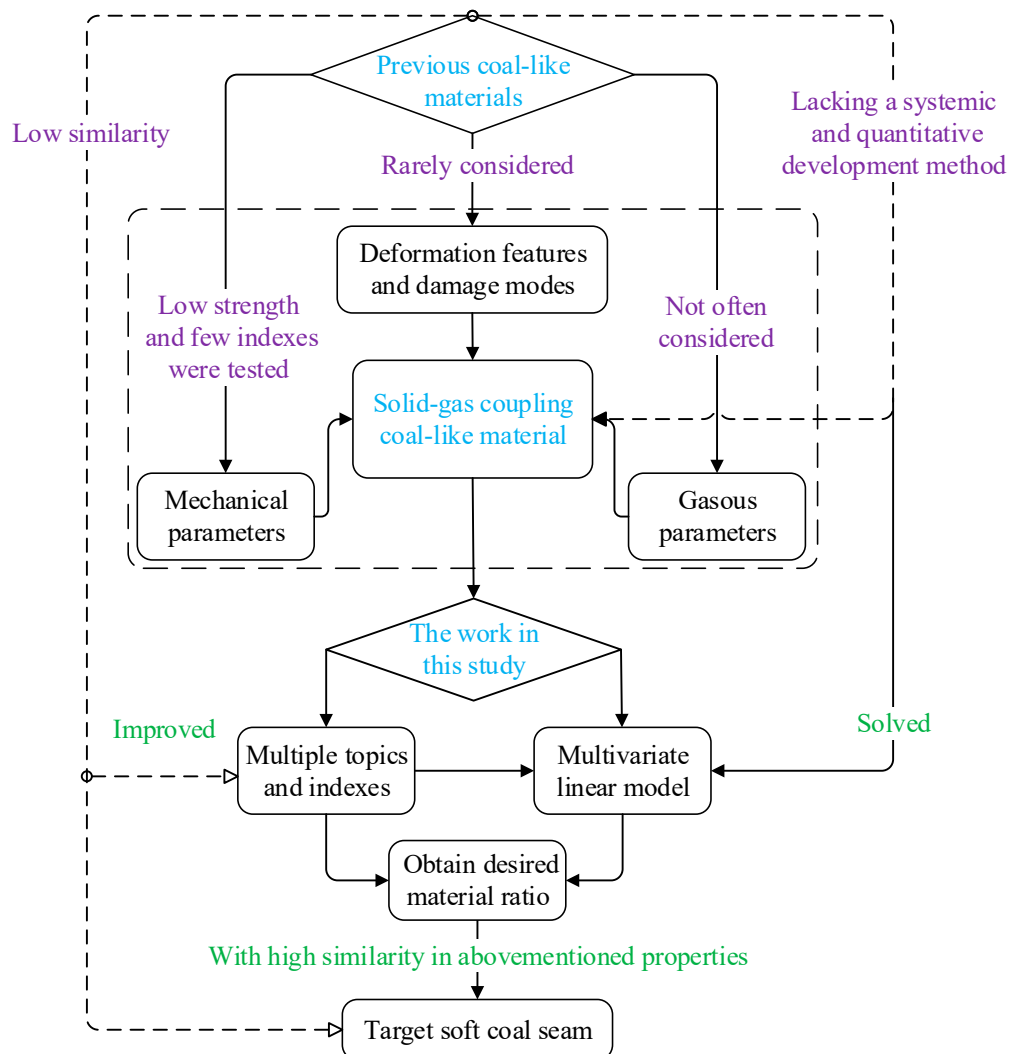 Previous coal-like
materials
Low similarity
Lacking a systemic
and quantitative
development method
Rarely considered
Deformation features
and damage modes
Low strength
and few indexes
were tested
Not often
considered
Solid-gas coupling
coal-like material
Mechanical
parameters
Gasous
parameters
The work in
this study
Improved
Solved
Multiple topics
and indexes
Multivariate
linear model
Obtain desired
material ratio
With high similarity in abovementioned properties
Target soft coal seam